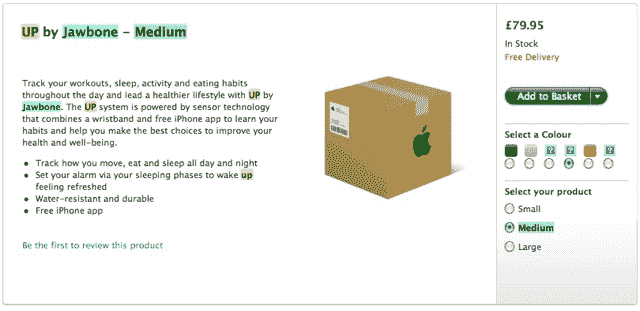 UP by Jawbone – Medium
Track your workouts, sleep, activity and eating habits
throughout the day and lead a healthier lifestyle with UP by
Jawbone. The UP system is powered by sensor technology
that combines a wristband and free iPhone app to learn your
habits and help you make the best choices to improve your
health and well-being.
• Track how you move, eat and sleep all day and night
• Set your alarm via your sleeping phases to wake up
feeling refreshed
• Water-resistant and durable
• Free iPhone app
Be the first to review this product
£79.95
In Stock
Free Delivery
Add to Basket
Select a Colour
? ? ?
Select your product
Small
Medium
Large